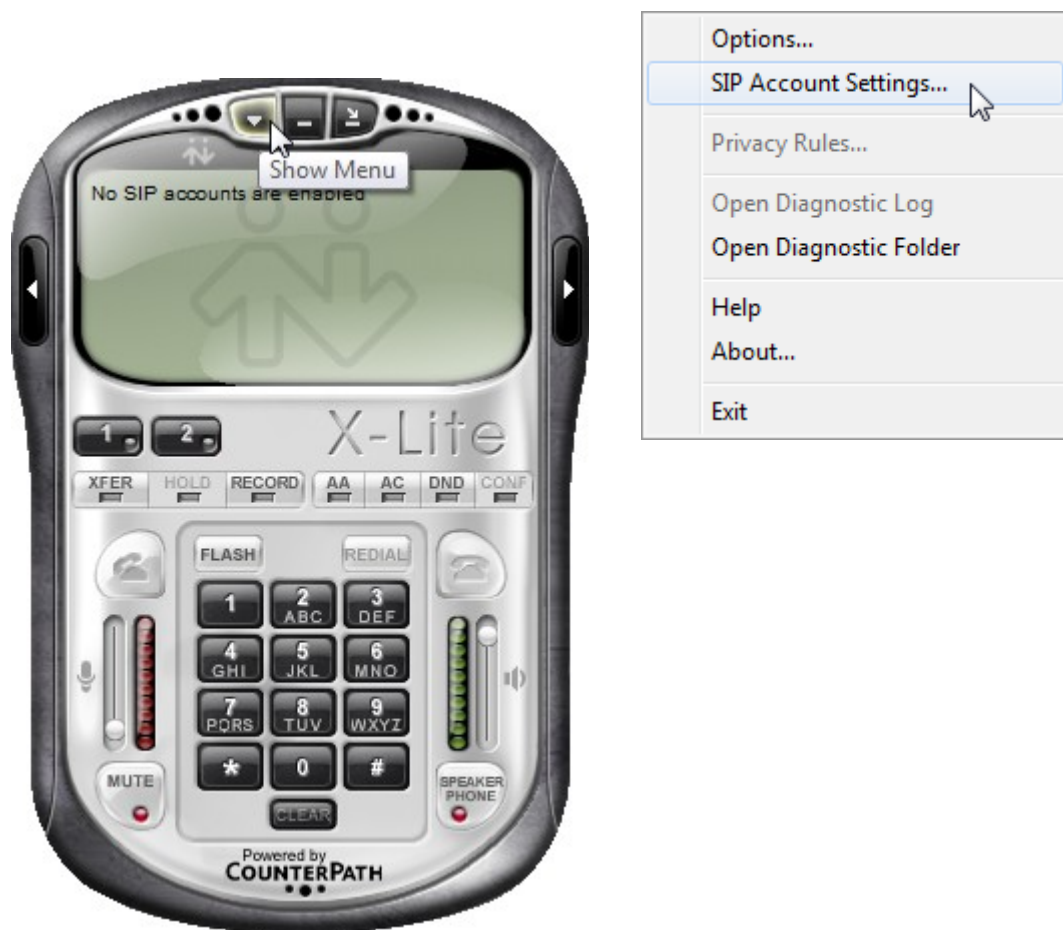 Show Menu
No SIP accounts are enabled
1 2
X-Lite
XFER HOLD RECORD AA AC DND CONF
FLASH REDIAL
1 2 3
ABC DEF
4 5 6
GHI JKL MNO
7 8 9
PQRS TUV WXYZ
* 0 #
CLEAR
MUTE
SPEAKER
PHONE
Powered by
COUNTERPATH
Options...
SIP Account Settings...
Privacy Rules...
Open Diagnostic Log
Open Diagnostic Folder
Help
About...
Exit